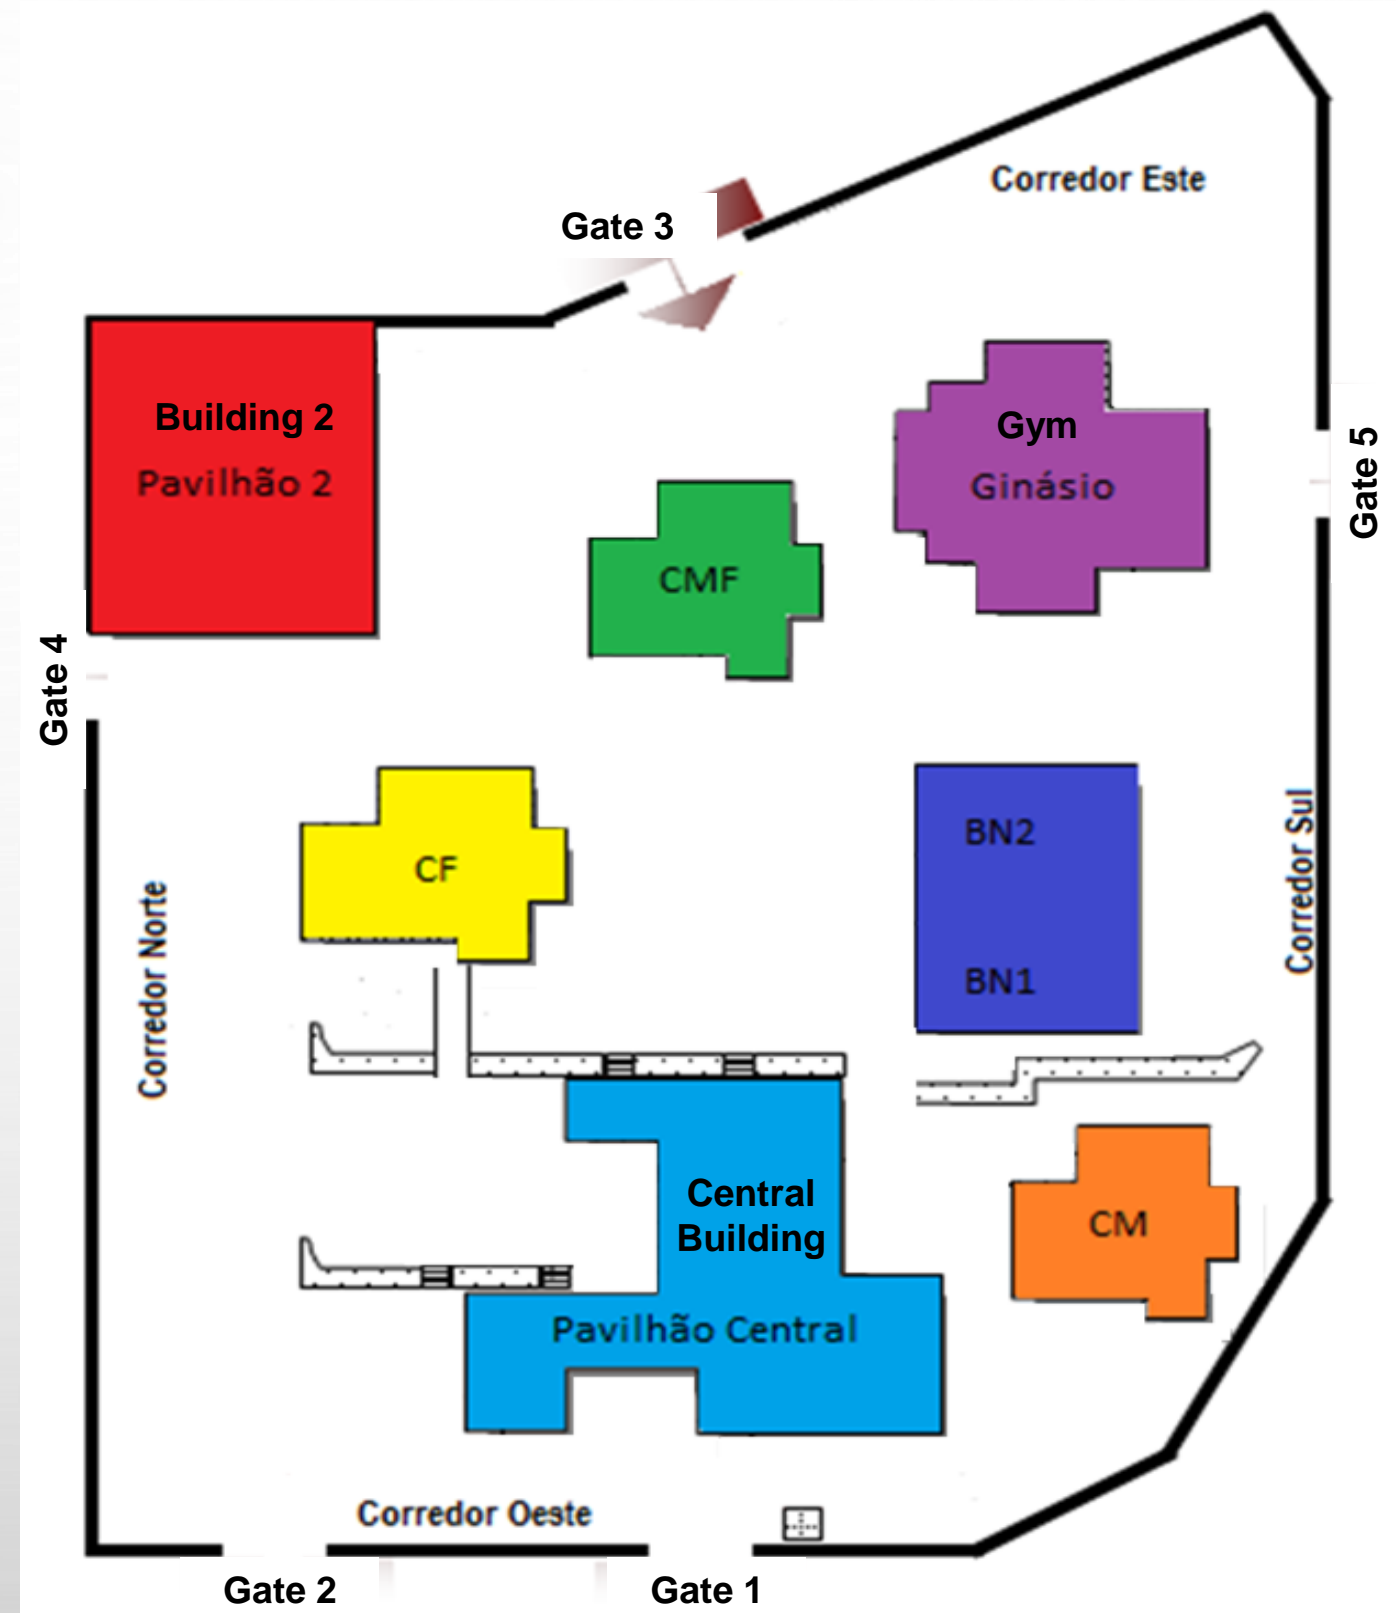 Corredor Este
Gate 3
Building 2
Pavilhão 2
Gym
Ginásio
Gate 5
CMF
Gate 4
CF
BN2
BN1
Corredor Sul
Corredor Norte
Central
Building
CM
Pavilhão Central
Corredor Oeste
Gate 2
Gate 1